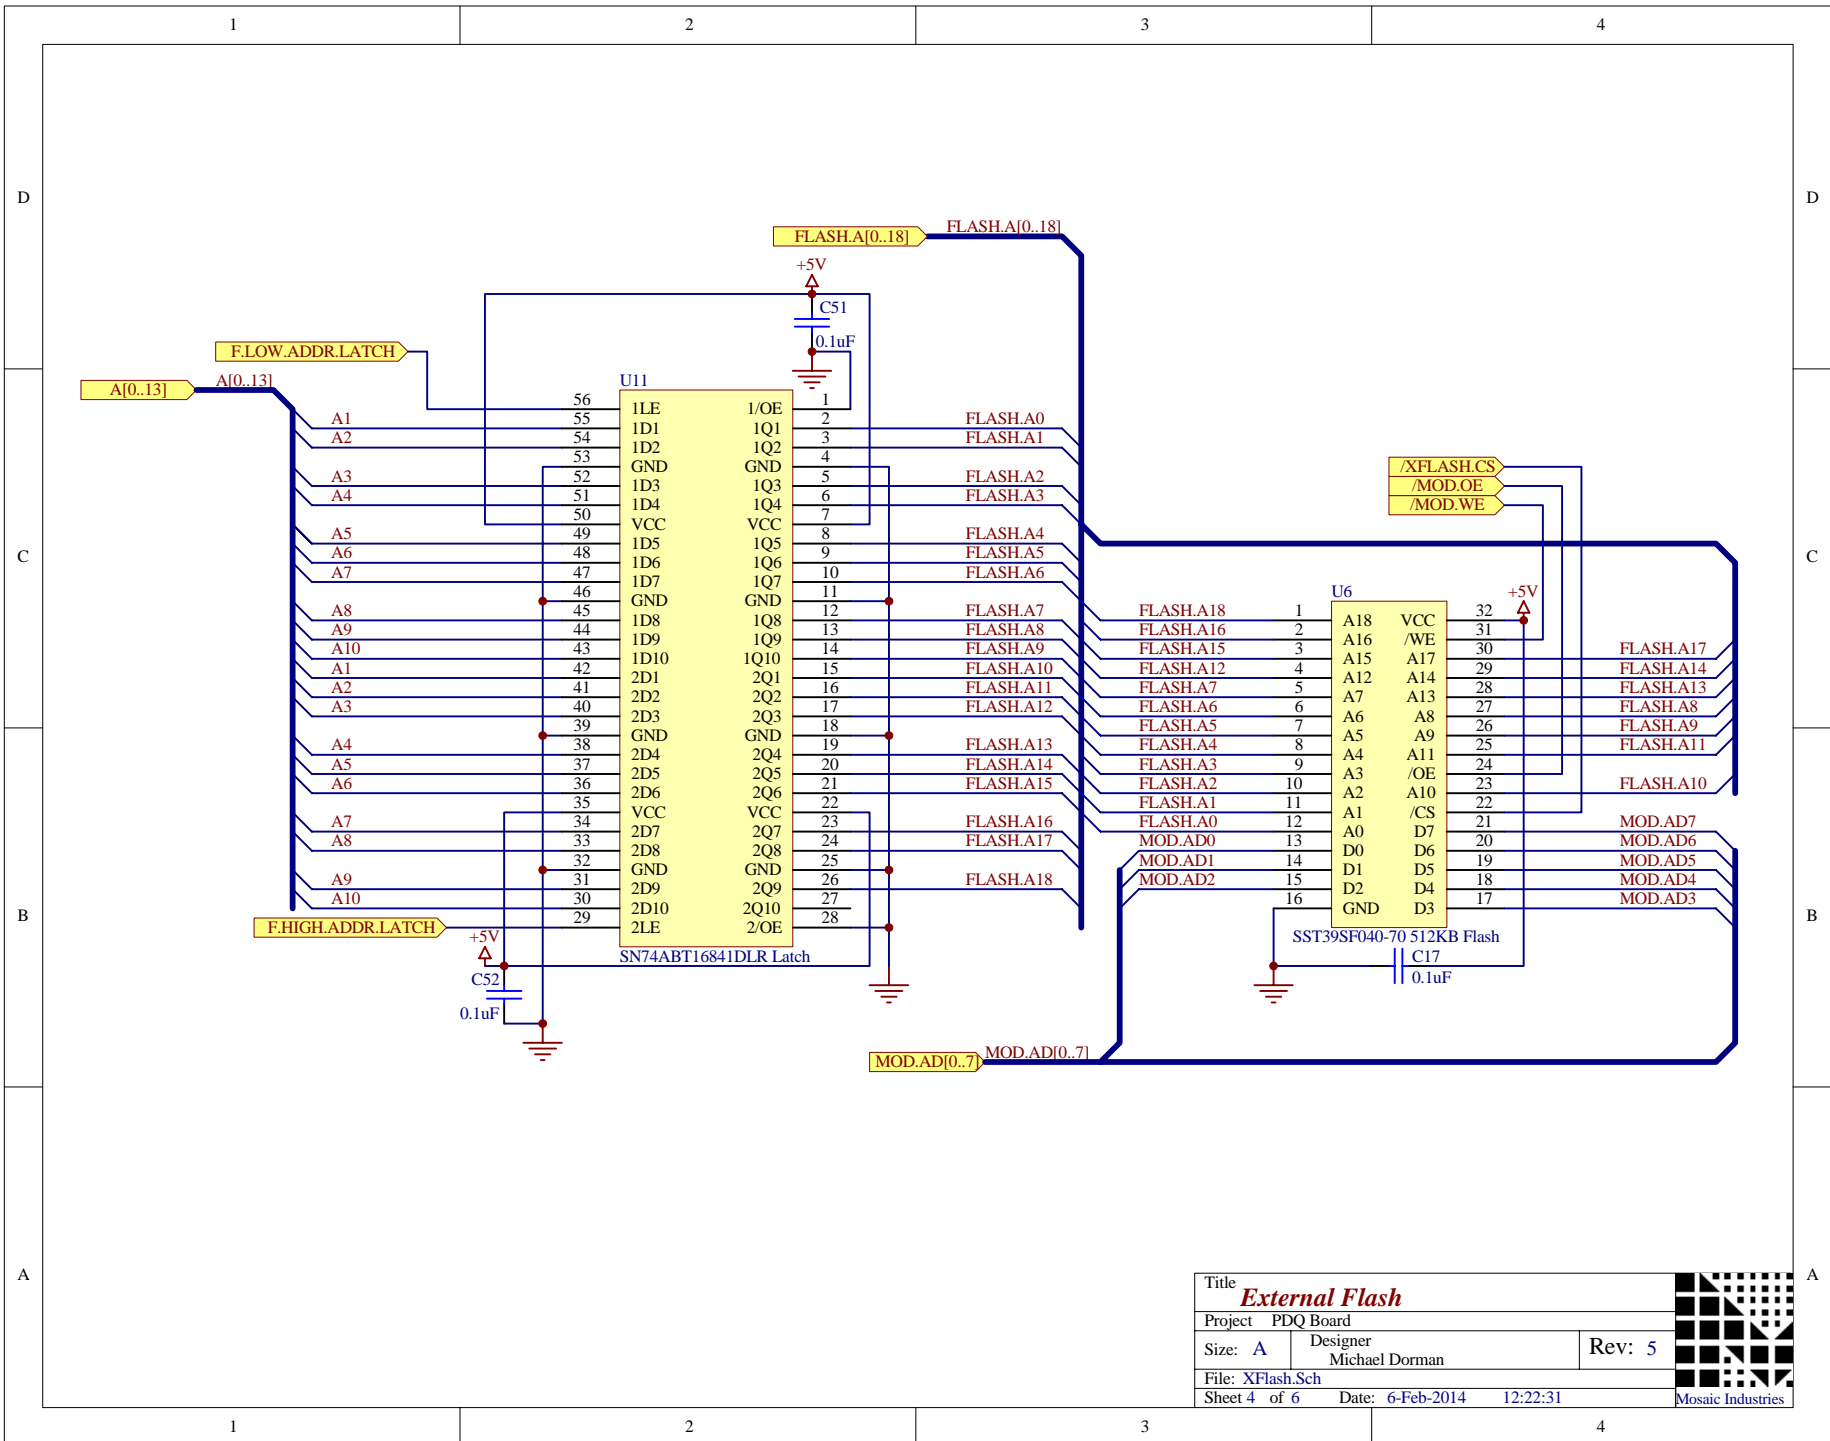 1 2 3 4
D D
FLASH.A[0..18] FLASH.A[0..18]
+5V
C51
0.1uF
F.LOW.ADDR.LATCH
A[0..13] A[0..13]
U11
56 1LE 1/OE 1
A1 55 1D1 1Q1 2 FLASH.A0
A2 54 1D2 1Q2 3 FLASH.A1
53 GND GND 4
A3 52 1D3 1Q3 5 FLASH.A2
A4 51 1D4 1Q4 6 FLASH.A3
50 VCC VCC 7
A5 49 1D5 1Q5 8 FLASH.A4
A6 48 1D6 1Q6 9 FLASH.A5
A7 47 1D7 1Q7 10 FLASH.A6
46 GND GND 11
A8 45 1D8 1Q8 12 FLASH.A7
A9 44 1D9 1Q9 13 FLASH.A8
A10 43 1D10 1Q10 14 FLASH.A9
A1 42 2D1 2Q1 15 FLASH.A10
A2 41 2D2 2Q2 16 FLASH.A11
A3 40 2D3 2Q3 17 FLASH.A12
39 GND GND 18
A4 38 2D4 2Q4 19 FLASH.A13
A5 37 2D5 2Q5 20 FLASH.A14
A6 36 2D6 2Q6 21 FLASH.A15
35 VCC VCC 22
A7 34 2D7 2Q7 23 FLASH.A16
A8 33 2D8 2Q8 24 FLASH.A17
32 GND GND 25
A9 31 2D9 2Q9 26 FLASH.A18
A10 30 2D10 2Q10 27
F.HIGH.ADDR.LATCH 29 2LE 2/OE 28
SN74ABT16841DLR Latch
+5V
C52
0.1uF
C C
/XFLASH.CS
/MOD.OE
/MOD.WE
U6
+5V
FLASH.A18 1 A18 VCC 32
FLASH.A16 2 A16 /WE 31
FLASH.A15 3 A15 A17 30 FLASH.A17
FLASH.A12 4 A12 A14 29 FLASH.A14
FLASH.A7 5 A7 A13 28 FLASH.A13
FLASH.A6 6 A6 A8 27 FLASH.A8
FLASH.A5 7 A5 A9 26 FLASH.A9
FLASH.A4 8 A4 A11 25 FLASH.A11
FLASH.A3 9 A3 /OE 24
FLASH.A2 10 A2 A10 23 FLASH.A10
FLASH.A1 11 A1 /CS 22
FLASH.A0 12 A0 D7 21 MOD.AD7
MOD.AD0 13 D0 D6 20 MOD.AD6
MOD.AD1 14 D1 D5 19 MOD.AD5
MOD.AD2 15 D2 D4 18 MOD.AD4
16 GND D3 17 MOD.AD3
SST39SF040-70 512KB Flash
C17
0.1uF
B B
MOD.AD[0..7] MOD.AD[0..7]
A A
Title External Flash
Project PDQ Board
Size: A Designer Michael Dorman Rev: 5
File: XFlash.Sch
Sheet 4 of 6 Date: 6-Feb-2014 12:22:31
Mosaic Industries
1 2 3 4